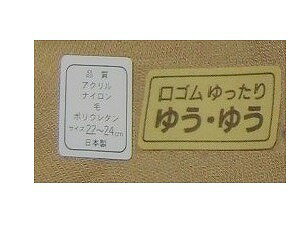 品質
アクリル
ナイロン
毛
ポリウレタン
サイズ22〜24cm
日本製
口ゴムゆったり
ゆう・ゆう